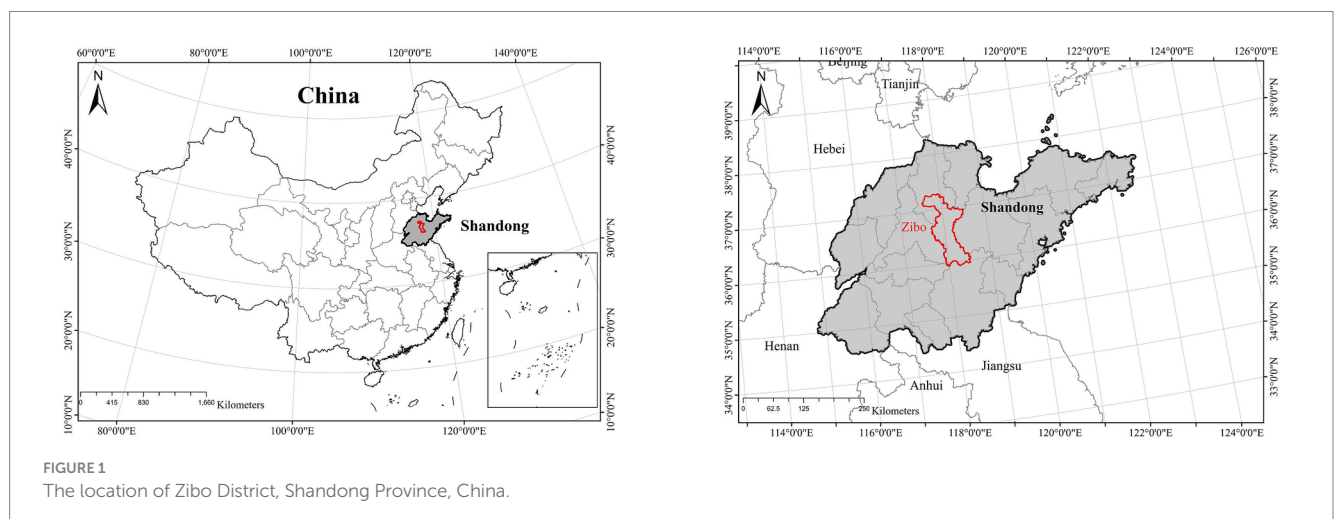 60°0'0"E 80°0'0"E 100°0'0"E 120°0'0"E 140°0'0"E
N
China
40°0'0"N
30°0'0"N
20°0'0"N
10°0'0"N
Shandong
40°0'0"N
30°0'0"N
20°0'0"N
10°0'0"N
0 415 830 1,660
Kilometers
80°0'0"E 100°0'0"E 120°0'0"E
114°0'0"E 116°0'0"E 118°0'0"E 120°0'0"E 122°0'0"E 124°0'0"E 126°0'0"E
N
Beijing
Tianjin
Hebei
Shandong
Zibo
Henan
Jiangsu
Anhui
39°0'0"N
38°0'0"N
37°0'0"N
36°0'0"N
35°0'0"N
34°0'0"N
38°0'0"N
37°0'0"N
36°0'0"N
35°0'0"N
34°0'0"N
33°0'0"N
0 62.5 125 250
Kilometers
114°0'0"E 116°0'0"E 118°0'0"E 120°0'0"E 122°0'0"E 124°0'0"E
FIGURE 1
The location of Zibo District, Shandong Province, China.